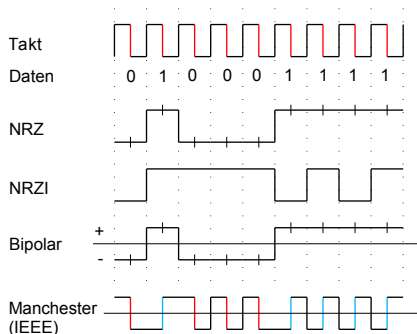 Takt
Daten 0 1 0 0 0 1 1 1 1
NRZ
NRZI
+
Bipolar
-
Manchester
(IEEE)